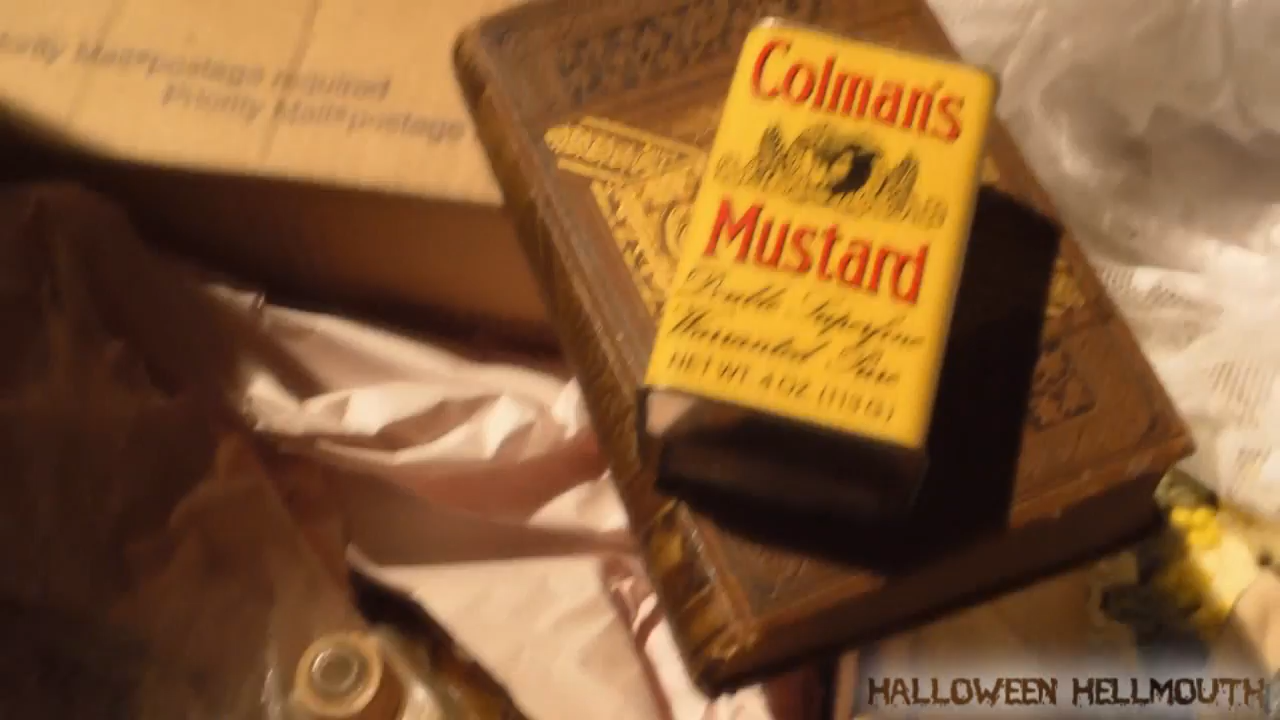 Priority Mail postage required
Priority Mail postage
Colman's
Mustard
Double Superfine
Warranted Pure
NET WT. 4 OZ (113 G)
HALLOWEEN HELLMOUTH